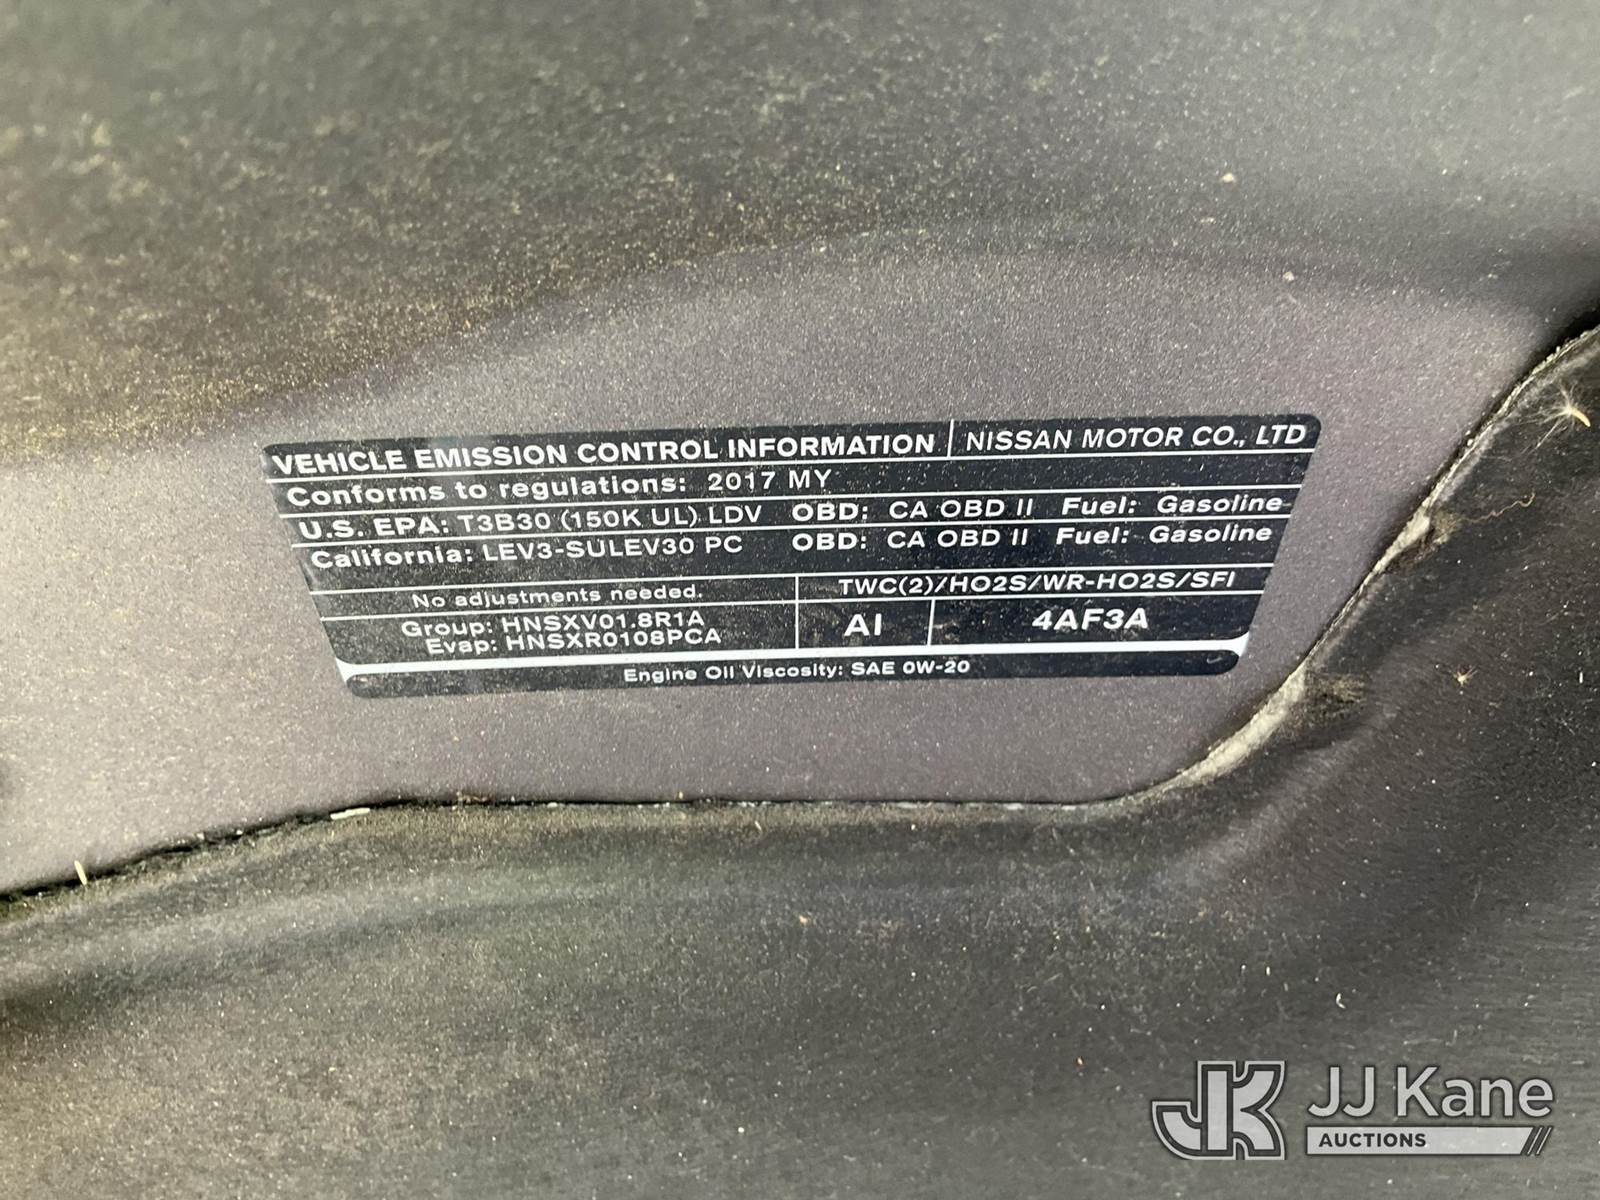 VEHICLE EMISSION CONTROL INFORMATION NISSAN MOTOR CO., LTD
Conforms to regulations: 2017 MY
U.S. EPA: T3B30 (150K UL) LDV OBD: CA OBD II Fuel: Gasoline
California: LEV3-SULEV30 PC OBD: CA OBD II Fuel: Gasoline
No adjustments needed. TWC(2)/HO2S/WR-HO2S/SFI
Group: HNSXV01.8R1A
Evap: HNSXR0108PCA
AI 4AF3A
Engine Oil Viscosity: SAE 0W-20
JK JJ Kane
AUCTIONS